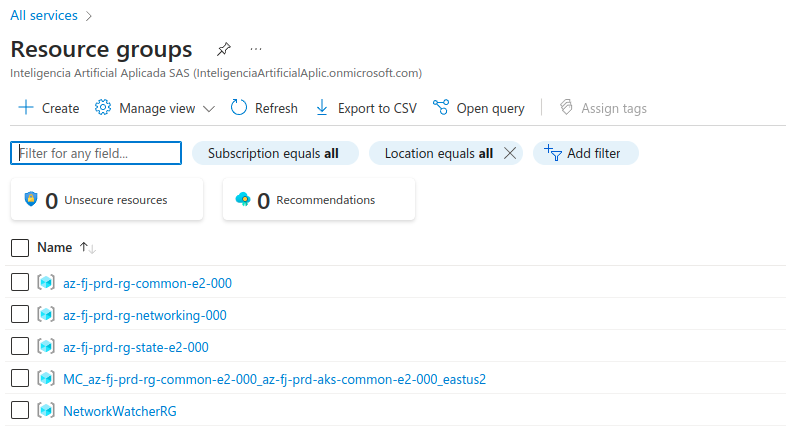 All services
Resource groups
Inteligencia Artificial Aplicada SAS (InteligenciaArtificialAplic.onmicrosoft.com)
Create Manage view Refresh Export to CSV Open query Assign tags
Filter for any field... Subscription equals all Location equals all Add filter
0 Unsecure resources 0 Recommendations
Name
az-fj-prd-rg-common-e2-000
az-fj-prd-rg-networking-000
az-fj-prd-rg-state-e2-000
MC_az-fj-prd-rg-common-e2-000_az-fj-prd-aks-common-e2-000_eastus2
NetworkWatcherRG